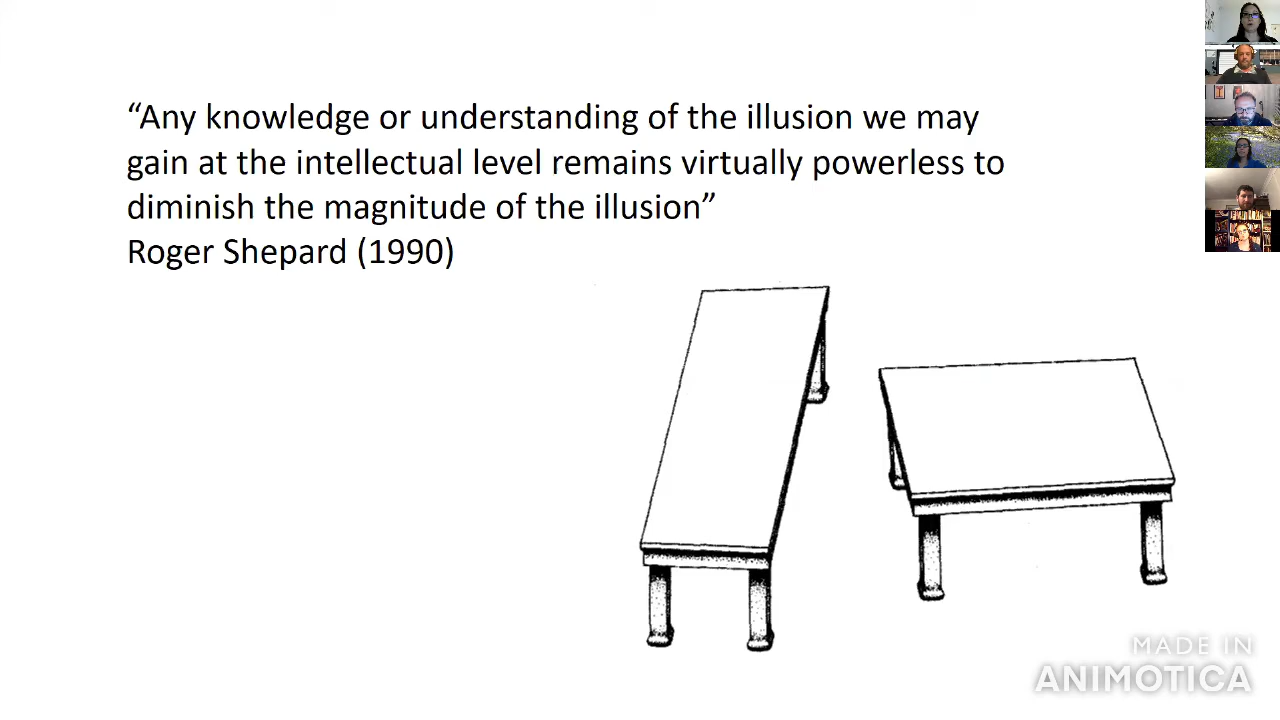 “Any knowledge or understanding of the illusion we may
gain at the intellectual level remains virtually powerless to
diminish the magnitude of the illusion”
Roger Shepard (1990)
MADE IN
ANIMOTICA